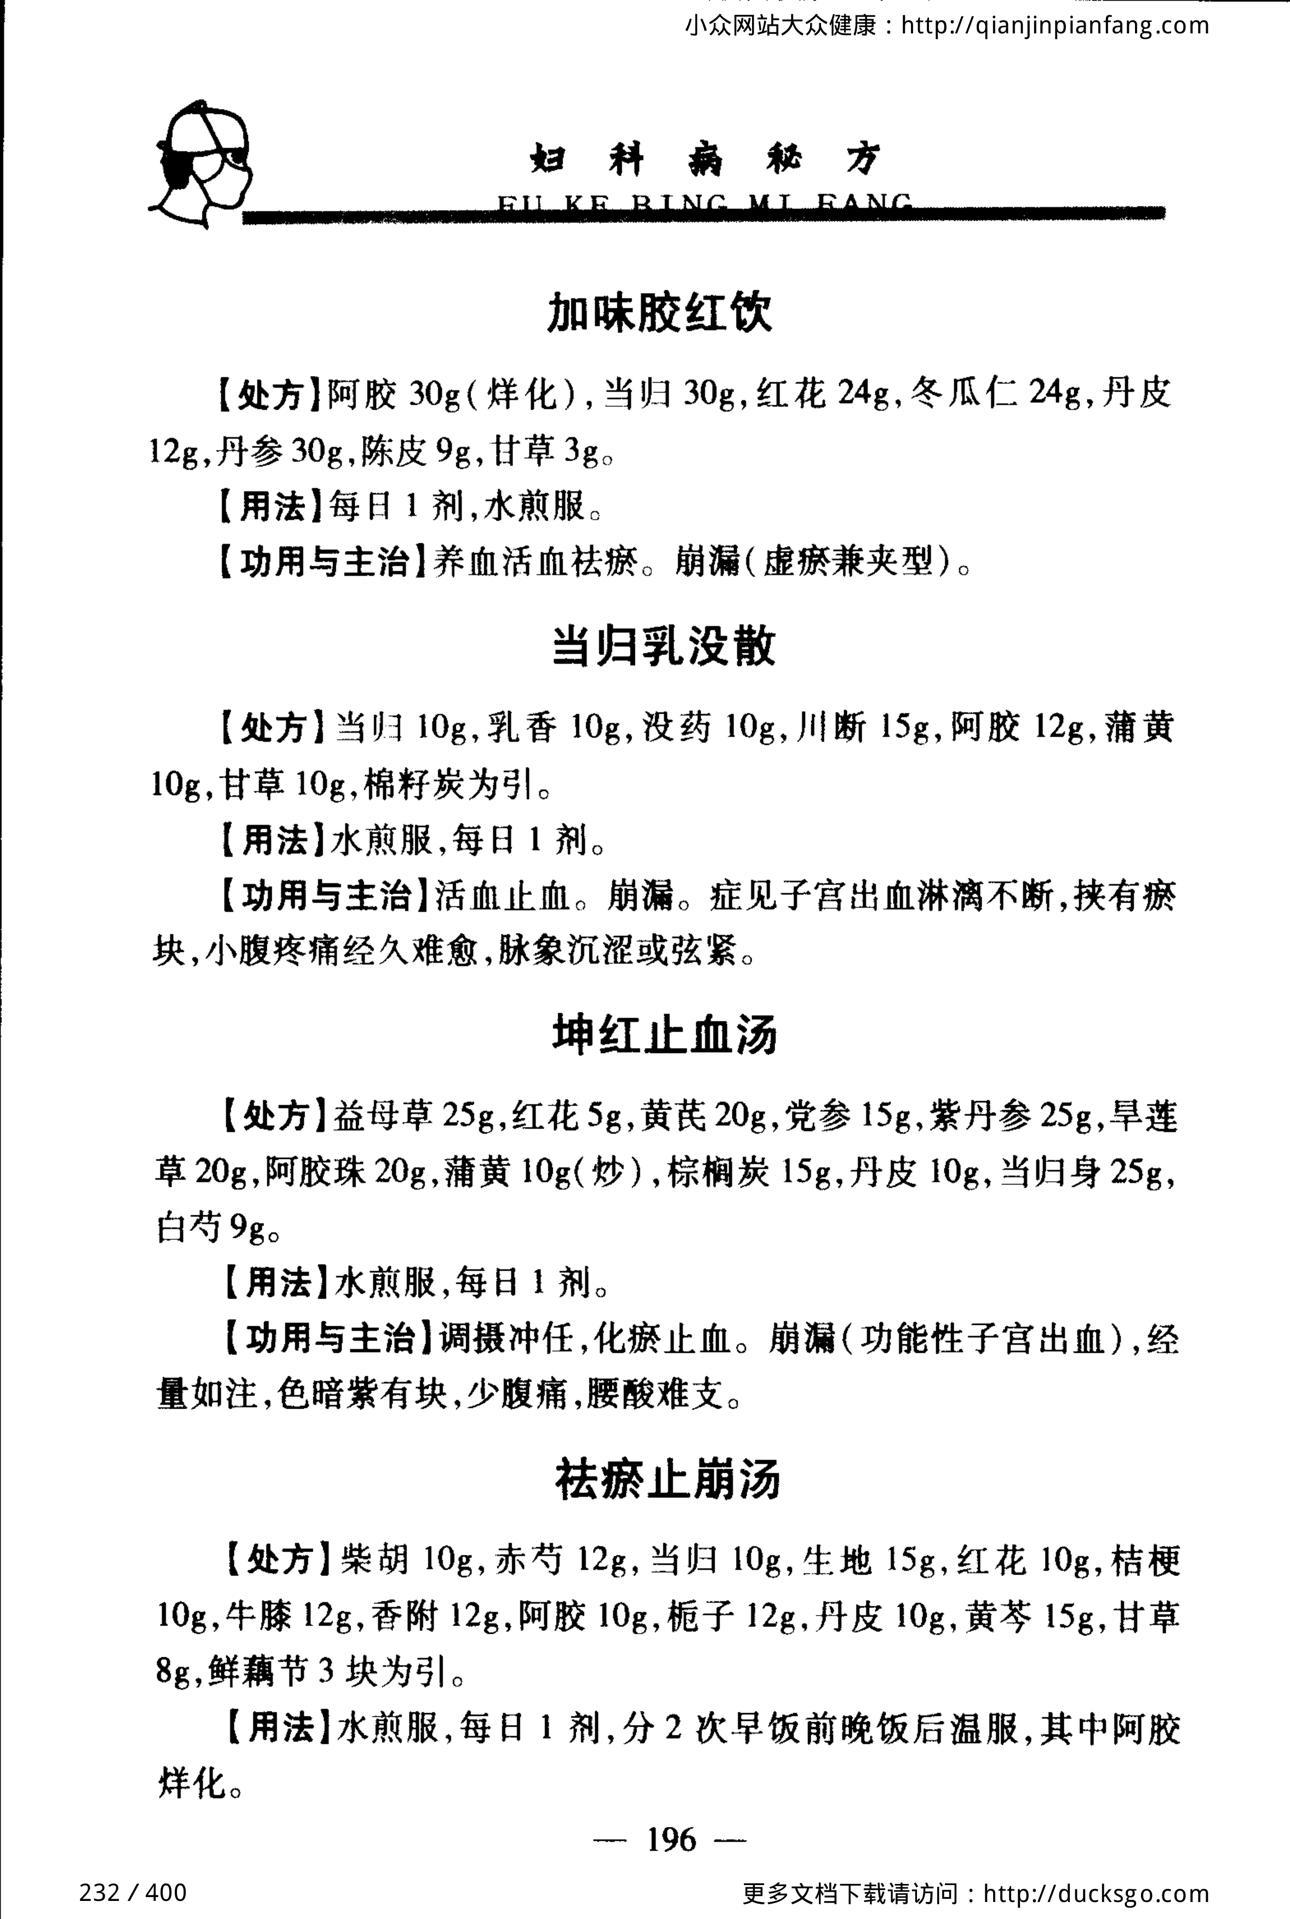 小众网站大众健康：http://qianjinpianfang.com
妇科病秘方
FU KE BING MI FANG
加味胶红饮
【处方】阿胶 30g(烊化),当归 30g,红花 24g,冬瓜仁 24g,丹皮
12g,丹参 30g,陈皮 9g,甘草 3g。
【用法】每日 1 剂,水煎服。
【功用与主治】养血活血祛瘀。崩漏(虚瘀兼夹型)。
当归乳没散
【处方】当归 10g,乳香 10g,没药 10g,川断 15g,阿胶 12g,蒲黄
10g,甘草 10g,棉籽炭为引。
【用法】水煎服,每日 1 剂。
【功用与主治】活血止血。崩漏。症见子宫出血淋漓不断,挟有瘀
块,小腹疼痛经久难愈,脉象沉涩或弦紧。
坤红止血汤
【处方】益母草 25g,红花 5g,黄芪 20g,党参 15g,紫丹参 25g,旱莲
草 20g,阿胶珠 20g,蒲黄 10g(炒),棕榈炭 15g,丹皮 10g,当归身 25g,
白芍 9g。
【用法】水煎服,每日 1 剂。
【功用与主治】调摄冲任,化瘀止血。崩漏(功能性子宫出血),经
量如注,色暗紫有块,少腹痛,腰酸难支。
祛瘀止崩汤
【处方】柴胡 10g,赤芍 12g,当归 10g,生地 15g,红花 10g,桔梗
10g,牛膝 12g,香附 12g,阿胶 10g,栀子 12g,丹皮 10g,黄芩 15g,甘草
8g,鲜藕节 3 块为引。
【用法】水煎服,每日 1 剂,分 2 次早饭前晚饭后温服,其中阿胶
烊化。
— 196 —
232 / 400
更多文档下载请访问：http://ducksgo.com